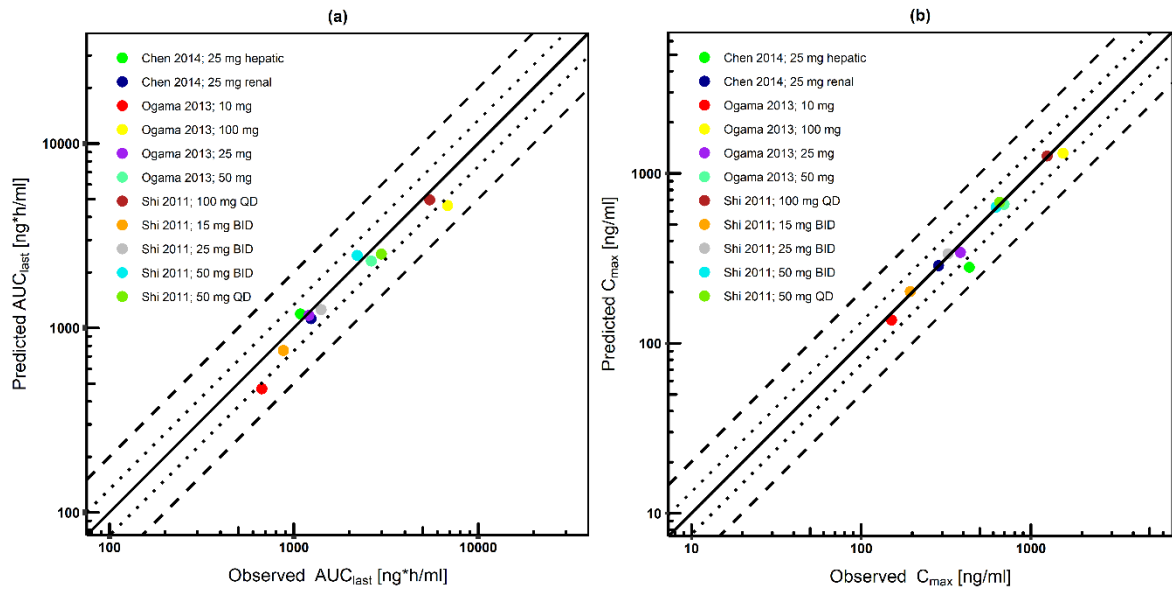 (a)
Predicted AUClast [ng*h/ml]
10000
1000
100
Chen 2014; 25 mg hepatic
Chen 2014; 25 mg renal
Ogama 2013; 10 mg
Ogama 2013; 100 mg
Ogama 2013; 25 mg
Ogama 2013; 50 mg
Shi 2011; 100 mg QD
Shi 2011; 15 mg BID
Shi 2011; 25 mg BID
Shi 2011; 50 mg BID
Shi 2011; 50 mg QD
100 1000 10000
Observed AUClast [ng*h/ml]
(b)
Predicted Cmax [ng/ml]
1000
100
10
Chen 2014; 25 mg hepatic
Chen 2014; 25 mg renal
Ogama 2013; 10 mg
Ogama 2013; 100 mg
Ogama 2013; 25 mg
Ogama 2013; 50 mg
Shi 2011; 100 mg QD
Shi 2011; 15 mg BID
Shi 2011; 25 mg BID
Shi 2011; 50 mg BID
Shi 2011; 50 mg QD
10 100 1000
Observed Cmax [ng/ml]